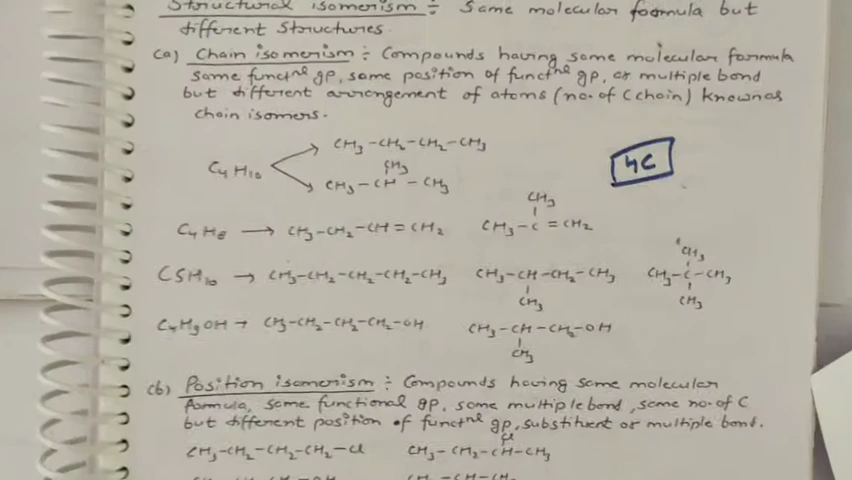 Structural isomerism ÷ Same molecular formula but
different structures.
(a) Chain isomerism ÷ Compounds having same molecular formula
same functnal gp, same position of functnal gp, or multiple bond
but different arrangement of atoms (no. of C chain) known as
chain isomers.
CH3-CH2-CH2-CH3
CH3
C4H10
CH3-CH-CH3
4C
CH3
C4H8 → CH3-CH2-CH=CH2 CH3-C=CH2
CH3
C5H10 → CH3-CH2-CH2-CH2-CH3 CH3-CH-CH2-CH3 CH3-C-CH3
CH3 CH3
C4H9OH → CH3-CH2-CH2-CH2-OH CH3-CH-CH2-OH
CH3
(b) Position isomerism ÷ Compounds having same molecular
formula, same functional gp, same multiple bond, same no. of C
but different position of functnal gp, substituent or multiple bond.
Cl
CH3-CH2-CH2-CH2-Cl CH3-CH2-CH-CH3